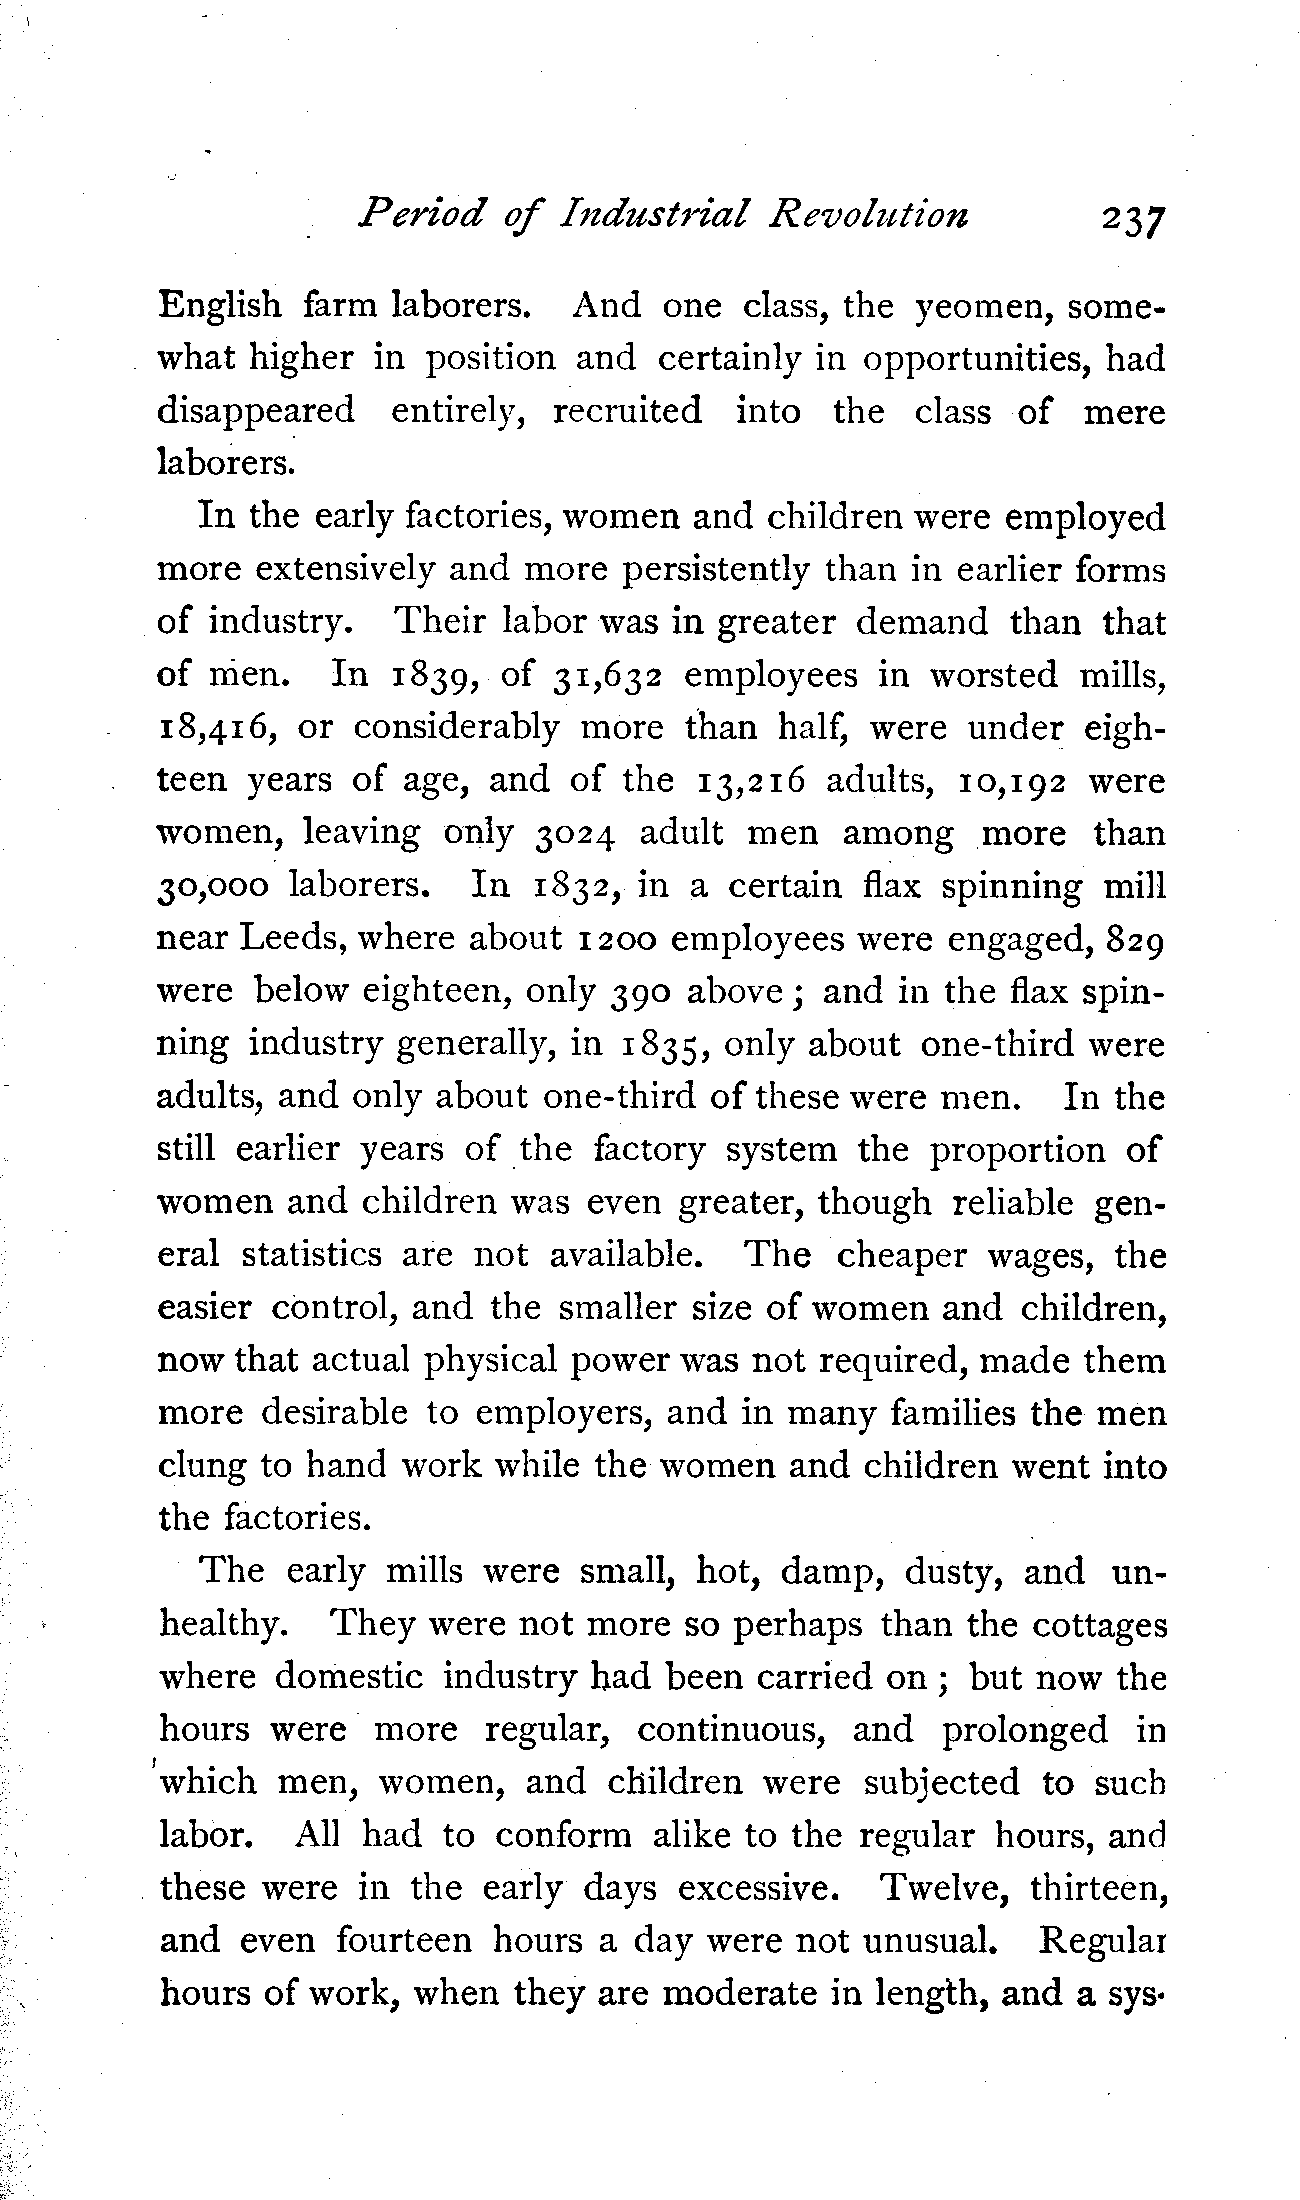 Period of Industrial Revolution 237
English farm laborers. And one class, the yeomen, some-
what higher in position and certainly in opportunities, had
disappeared entirely, recruited into the class of mere
laborers.
In the early factories, women and children were employed
more extensively and more persistently than in earlier forms
of industry. Their labor was in greater demand than that
of men. In 1839, of 31,632 employees in worsted mills,
18,416, or considerably more than half, were under eigh-
teen years of age, and of the 13,216 adults, 10,192 were
women, leaving only 3024 adult men among more than
30,000 laborers. In 1832, in a certain flax spinning mill
near Leeds, where about 1200 employees were engaged, 829
were below eighteen, only 390 above; and in the flax spin-
ning industry generally, in 1835, only about one-third were
adults, and only about one-third of these were men. In the
still earlier years of the factory system the proportion of
women and children was even greater, though reliable gen-
eral statistics are not available. The cheaper wages, the
easier control, and the smaller size of women and children,
now that actual physical power was not required, made them
more desirable to employers, and in many families the men
clung to hand work while the women and children went into
the factories.
The early mills were small, hot, damp, dusty, and un-
healthy. They were not more so perhaps than the cottages
where domestic industry had been carried on; but now the
hours were more regular, continuous, and prolonged in
which men, women, and children were subjected to such
labor. All had to conform alike to the regular hours, and
these were in the early days excessive. Twelve, thirteen,
and even fourteen hours a day were not unusual. Regular
hours of work, when they are moderate in length, and a sys-